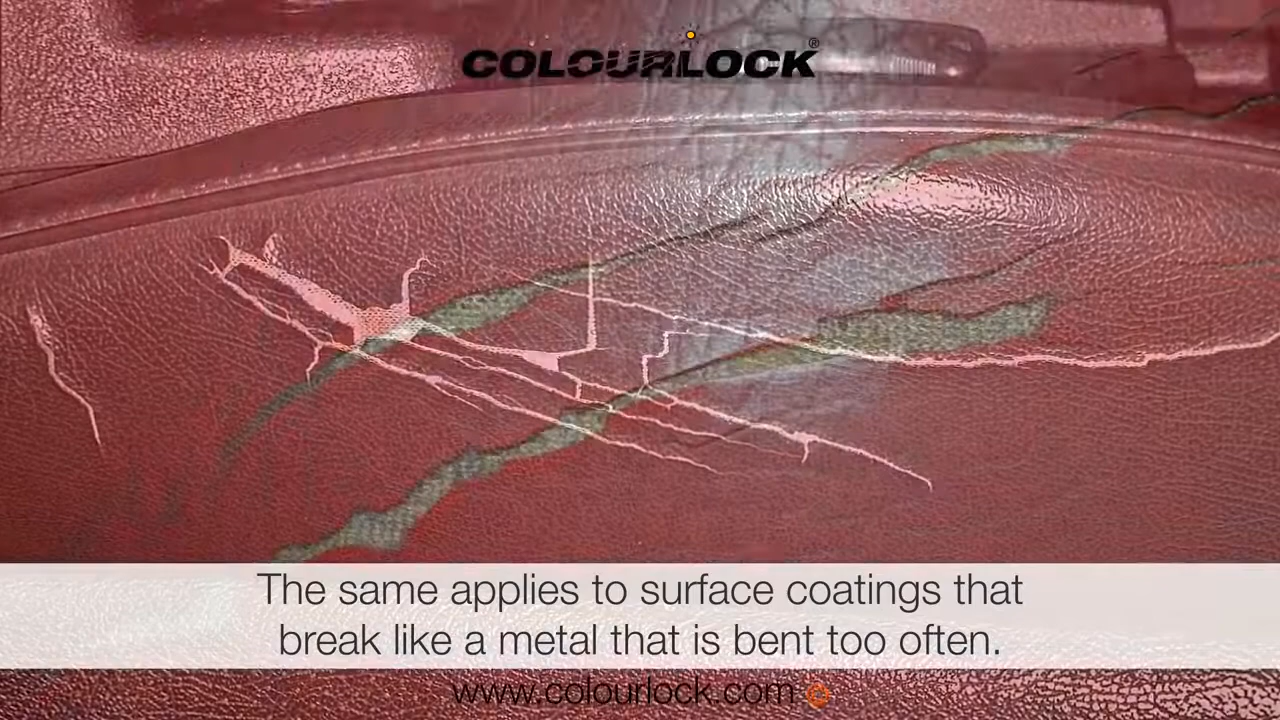 COLOURLOCK®
The same applies to surface coatings that
break like a metal that is bent too often.
www.colourlock.com